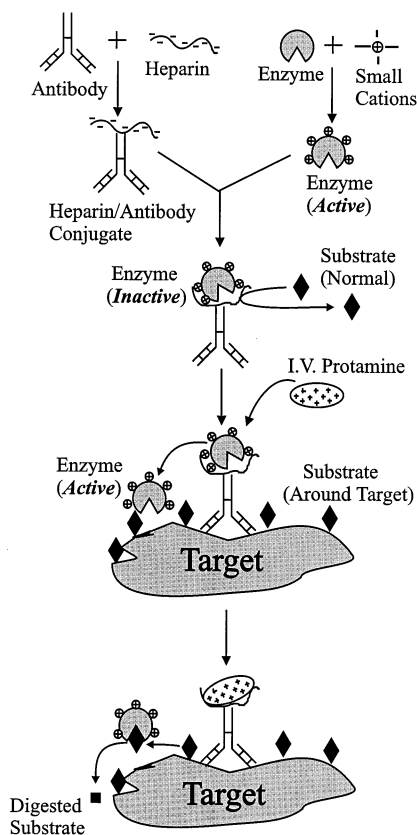 Antibody
+
Heparin
Enzyme
+
Small
Cations
Heparin/Antibody
Conjugate
Enzyme
(Active)
Enzyme
(Inactive)
Substrate
(Normal)
I.V. Protamine
Enzyme
(Active)
Substrate
(Around Target)
Target
Target
Digested
Substrate